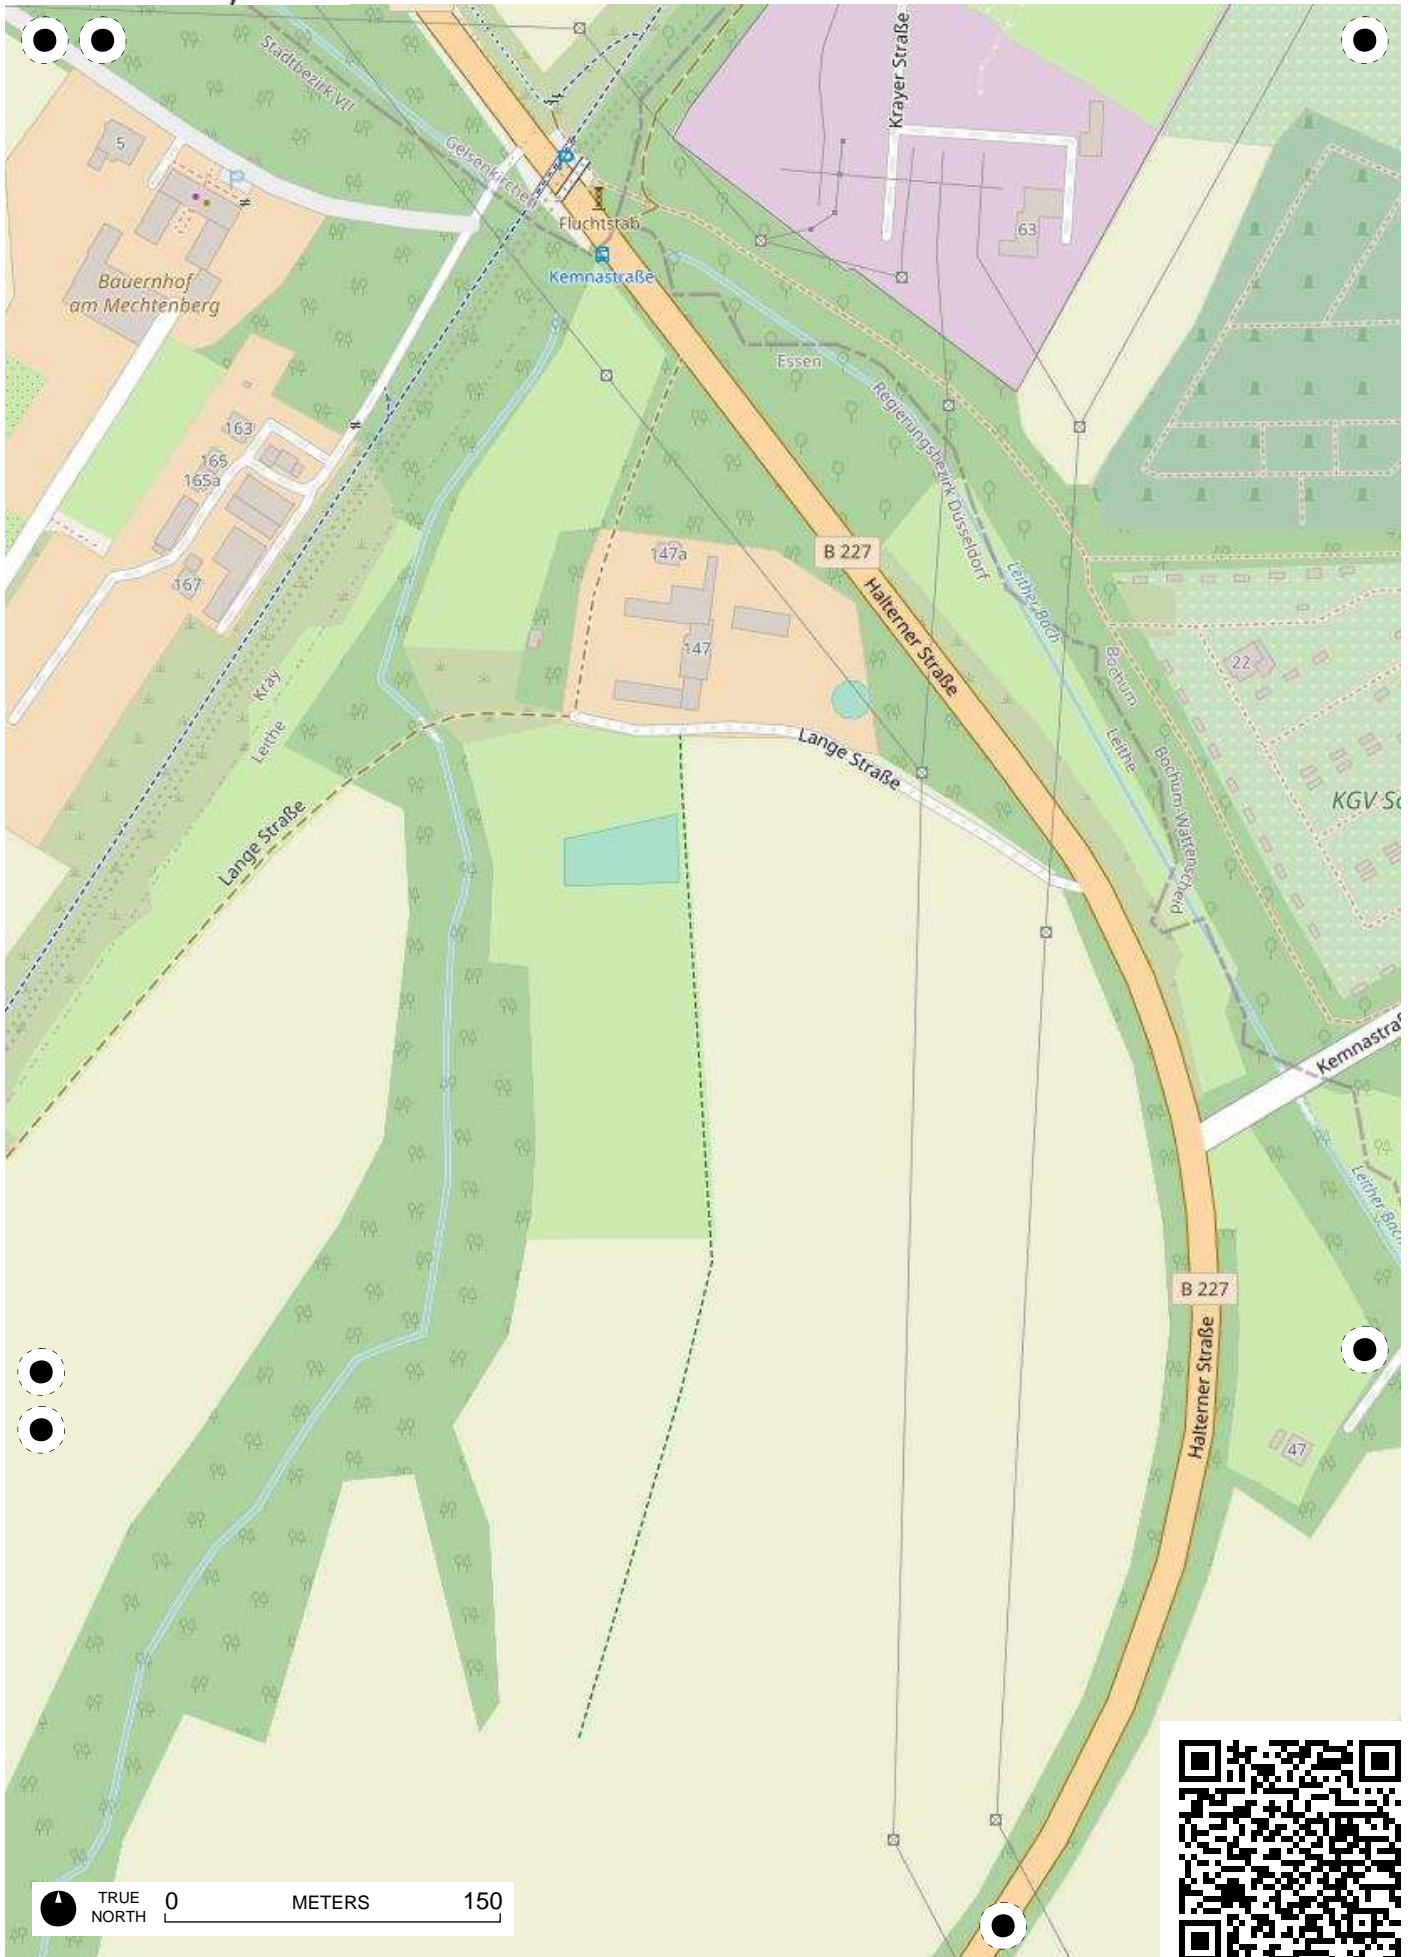 Krayer Straße
Stadtbezirk VII
5
Gelsenkirchen
Fluchtstab
Kemnastraße
63
Bauernhof
am Mechtenberg
Essen
Regierungsbezirk Düsseldorf
163
165
165a
167
147a
B 227
Halterner Straße
Leither Bach
147
22
Kray
Leithe
Bochum
Leithe
Bochum-Wattenscheid
Lange Straße
Lange Straße
KGV Sc
Kemnastraß
Leither Bach
B 227
Halterner Straße
47
TRUE
NORTH
0 METERS 150